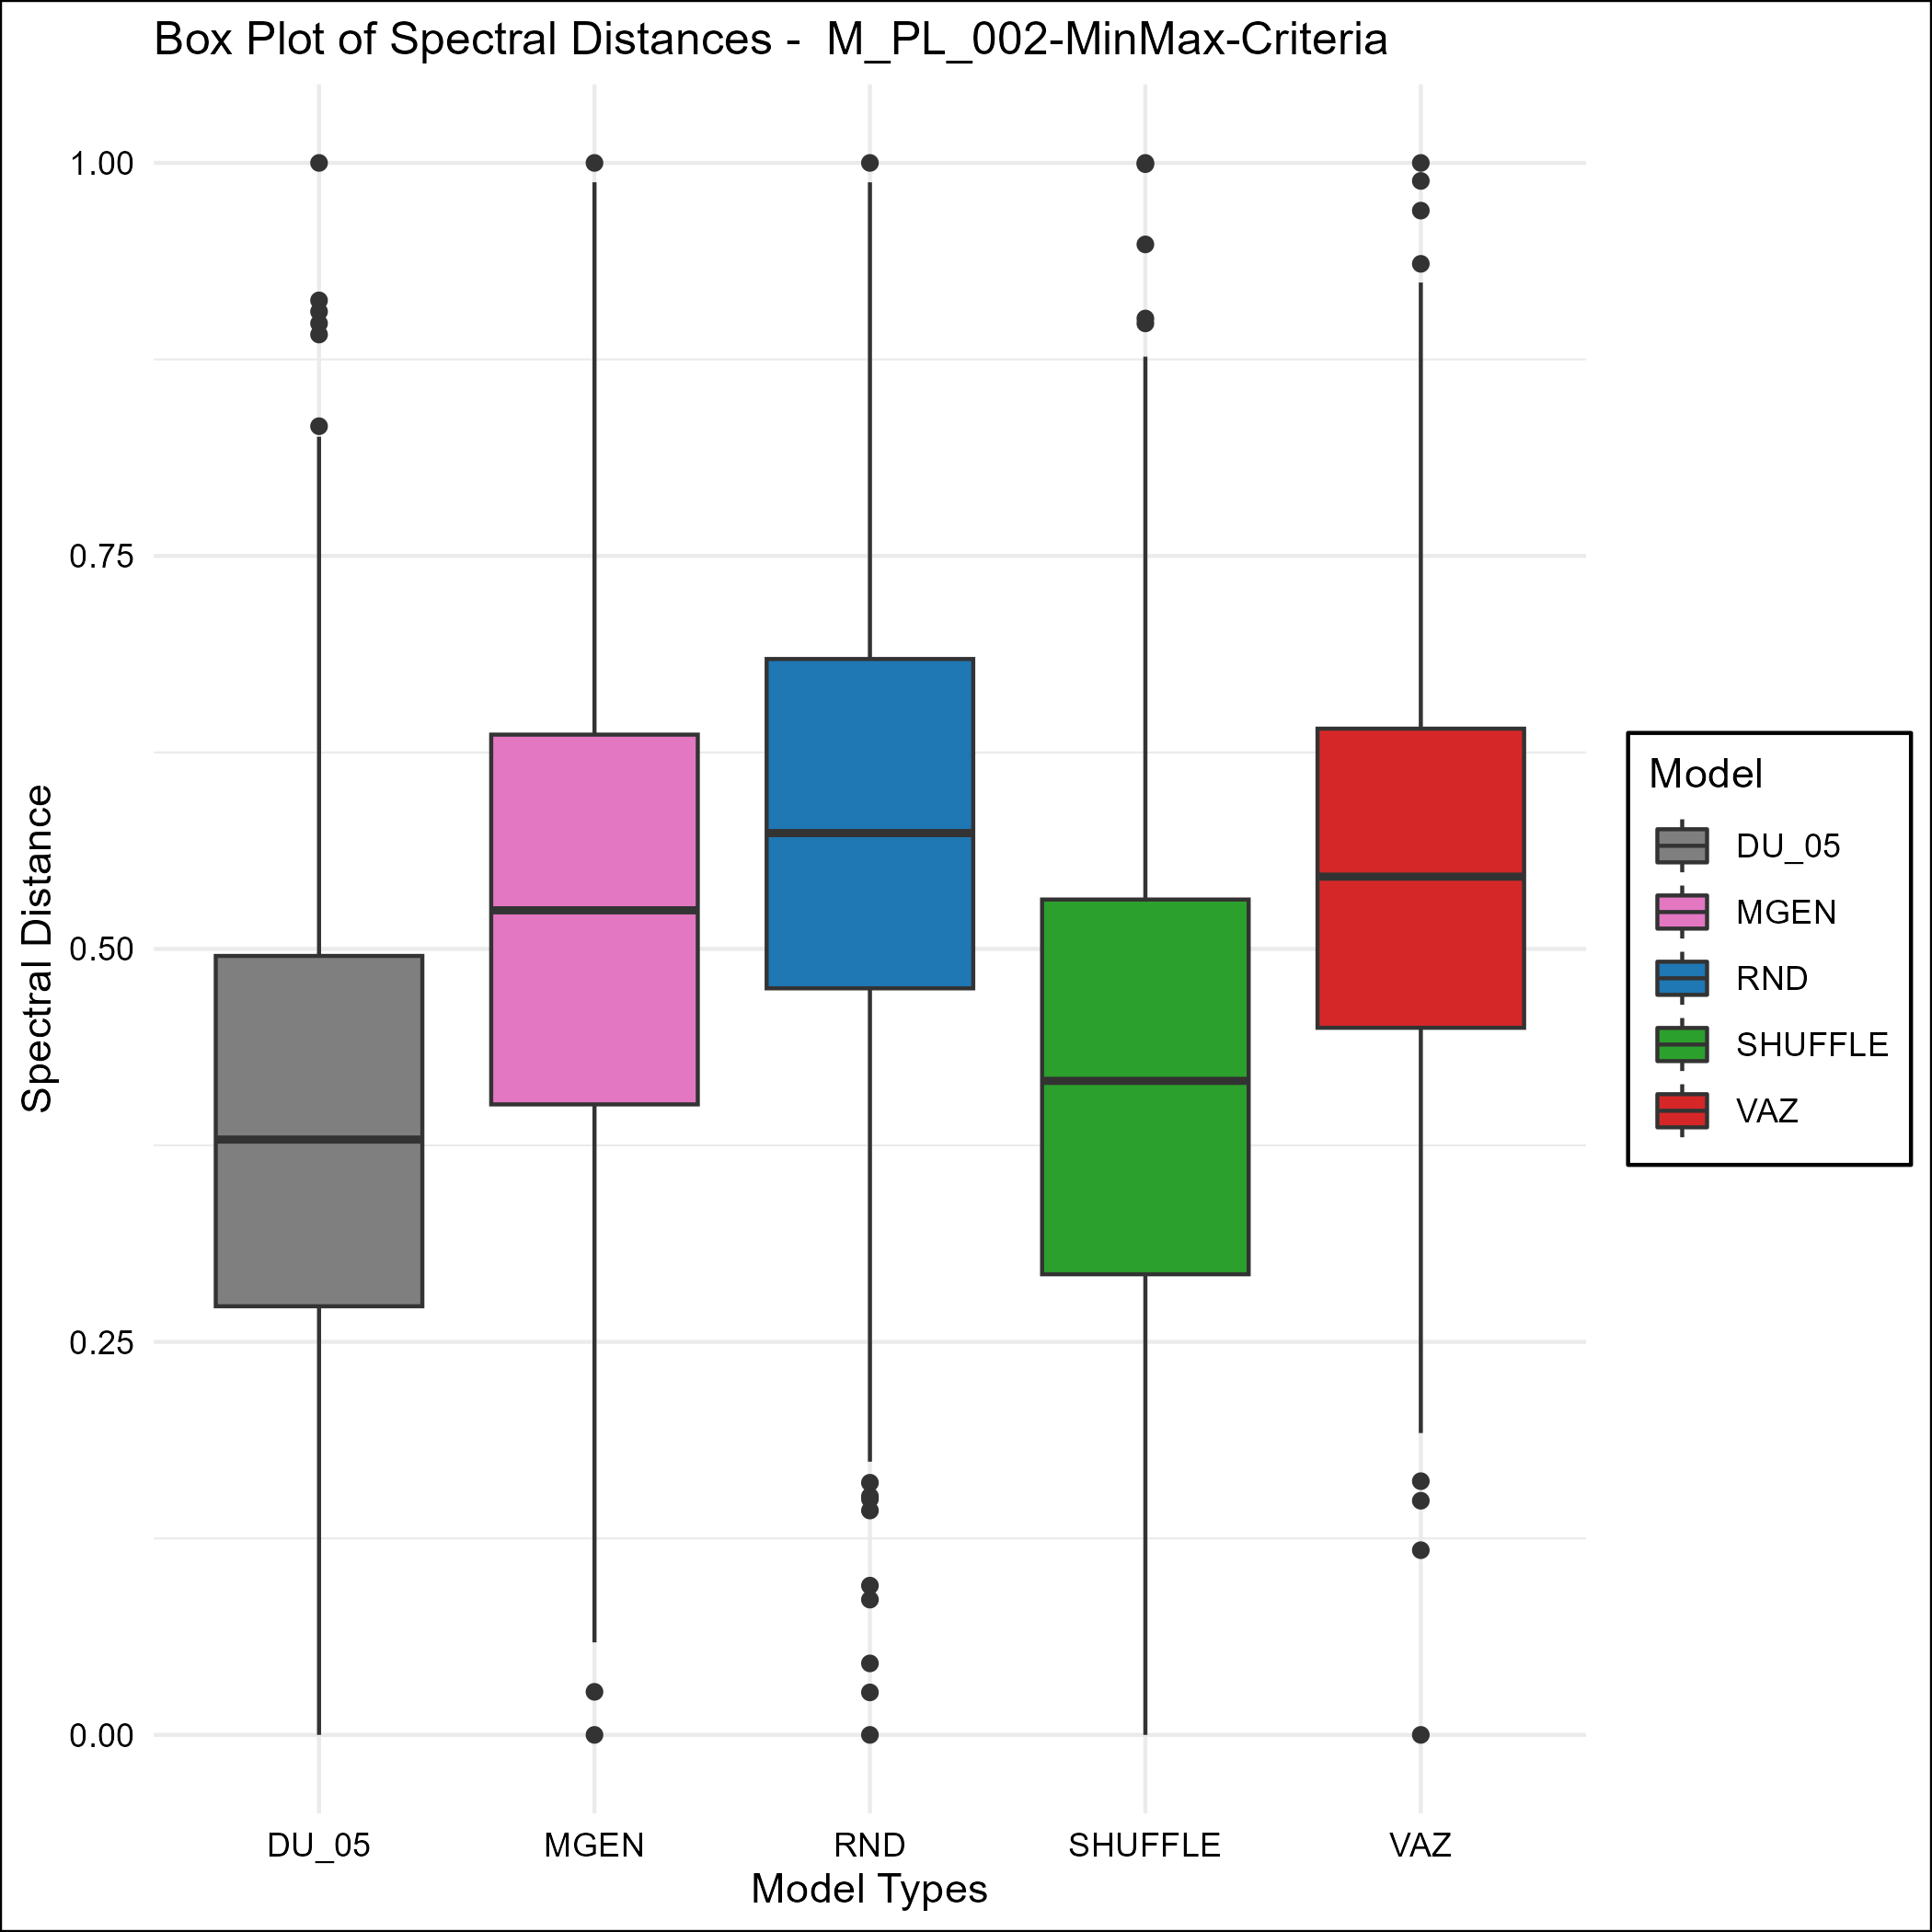 Box Plot of Spectral Distances -  M_PL_002-MinMax-Criteria
1.00
0.75
0.50
0.25
0.00
Spectral Distance
DU_05
MGEN
RND
SHUFFLE
VAZ
Model Types
Model
DU_05
MGEN
RND
SHUFFLE
VAZ